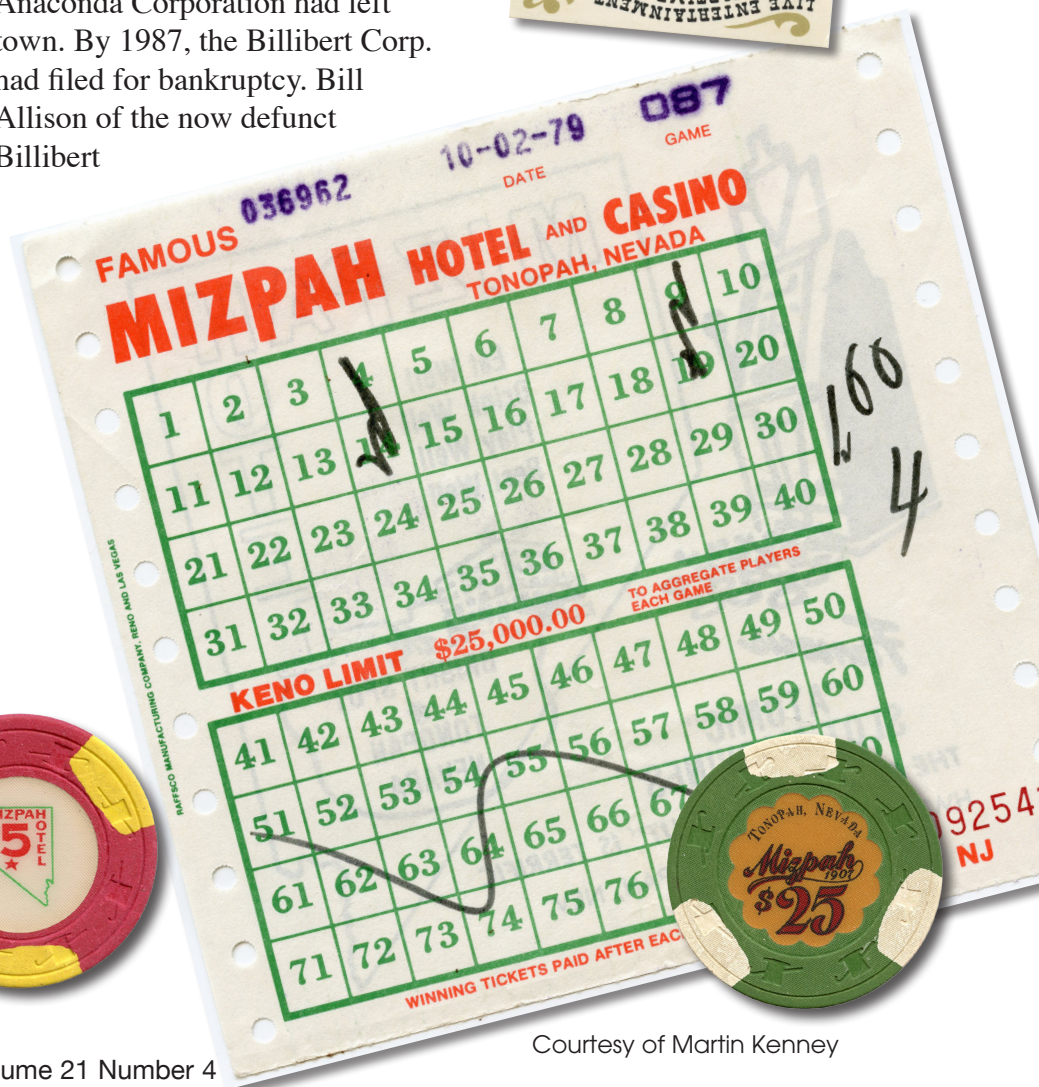 Anaconda Corporation had left
town. By 1987, the Billibert Corp.
had filed for bankruptcy. Bill
Allison of the now defunct
Billibert
LIVE ENTERTAINMENT
036962
10-02-79
087
DATE
GAME
FAMOUS
MIZPAH HOTEL AND CASINO
TONOPAH, NEVADA
1 2 3 4 5 6 7 8 9 10
11 12 13 14 15 16 17 18 19 20
21 22 23 24 25 26 27 28 29 30
31 32 33 34 35 36 37 38 39 40
1 00
4
KENO LIMIT $25,000.00 TO AGGREGATE PLAYERS
EACH GAME
41 42 43 44 45 46 47 48 49 50
51 52 53 54 55 56 57 58 59 60
61 62 63 64 65 66 67
71 72 73 74 75 76
WINNING TICKETS PAID AFTER EAC
RAFFSCO MANUFACTURING COMPANY, RENO AND LAS VEGAS
09254
NJ
MIZPAH
HOTEL
5
TONOPAH, NEVADA
Mizpah
1907
$25
Courtesy of Martin Kenney
ume 21 Number 4